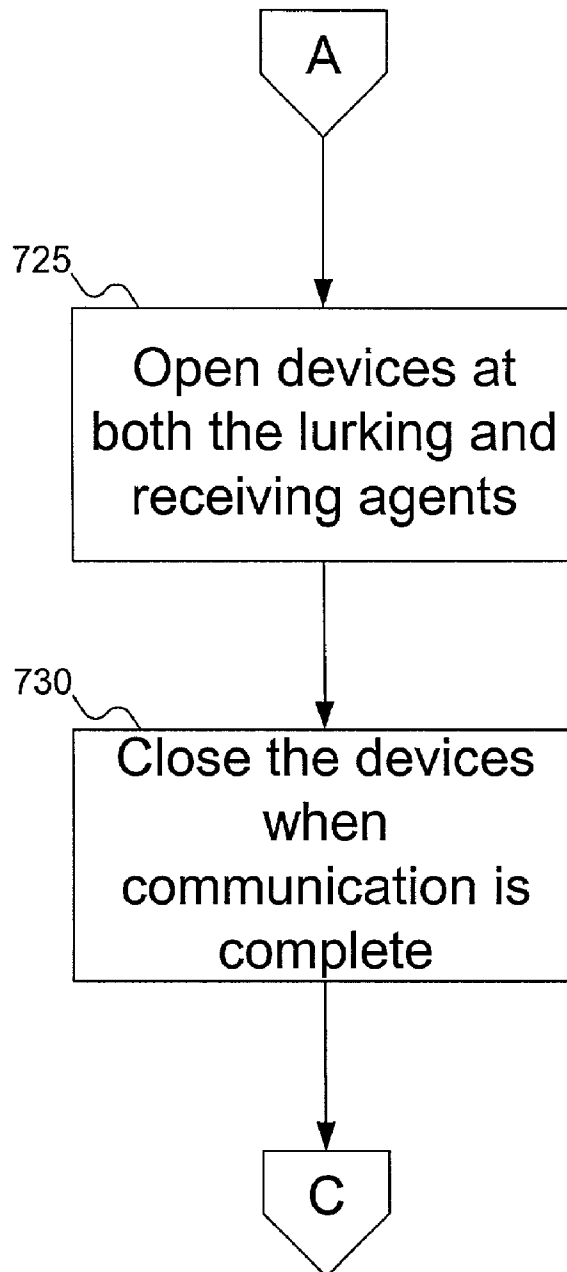 A
725
Open devices at
both the lurking and
receiving agents
730
Close the devices
when
communication is
complete
C